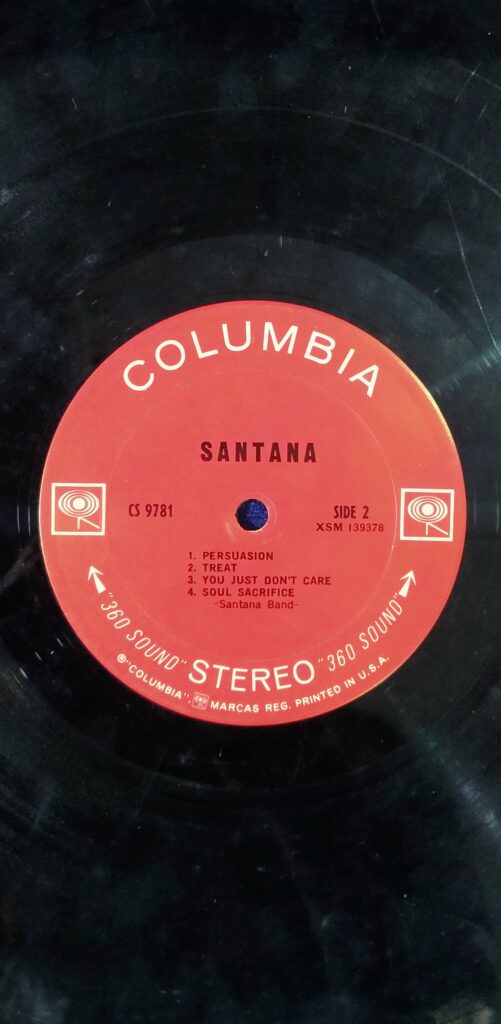 COLUMBIA
SANTANA
CS 9781
SIDE 2
XSM 139378
1. PERSUASION
2. TREAT
3. YOU JUST DON'T CARE
4. SOUL SACRIFICE
-Santana Band-
"360 SOUND" STEREO "360 SOUND"
®"COLUMBIA", MARCAS REG. PRINTED IN U.S.A.